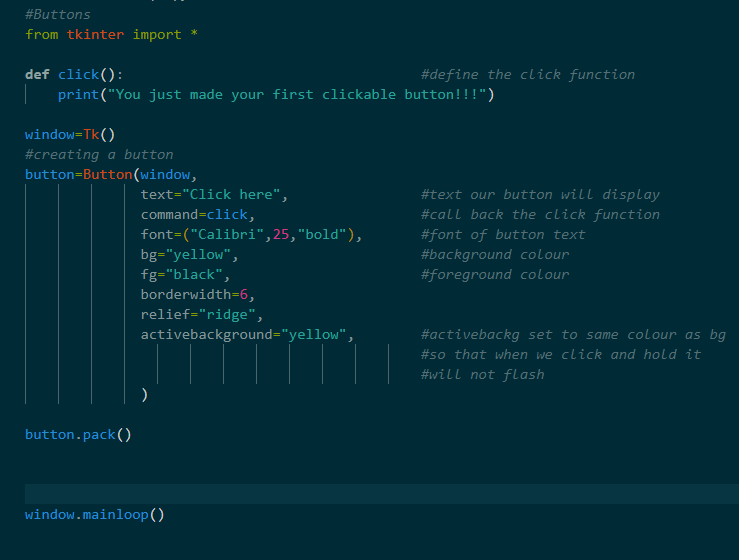 #Buttons
from tkinter import *
def click():                                    #define the click function
    print("You just made your first clickable button!!!")
window=Tk()
#creating a button
button=Button(window,
              text="Click here",                #text our button will display
              command=click,                    #call back the click function
              font=("Calibri",25,"bold"),       #font of button text
              bg="yellow",                      #background colour
              fg="black",                       #foreground colour
              borderwidth=6,
              relief="ridge",
              activebackground="yellow",        #activebackg set to same colour as bg
                                                #so that when we click and hold it
                                                #will not flash
              )
button.pack()
window.mainloop()